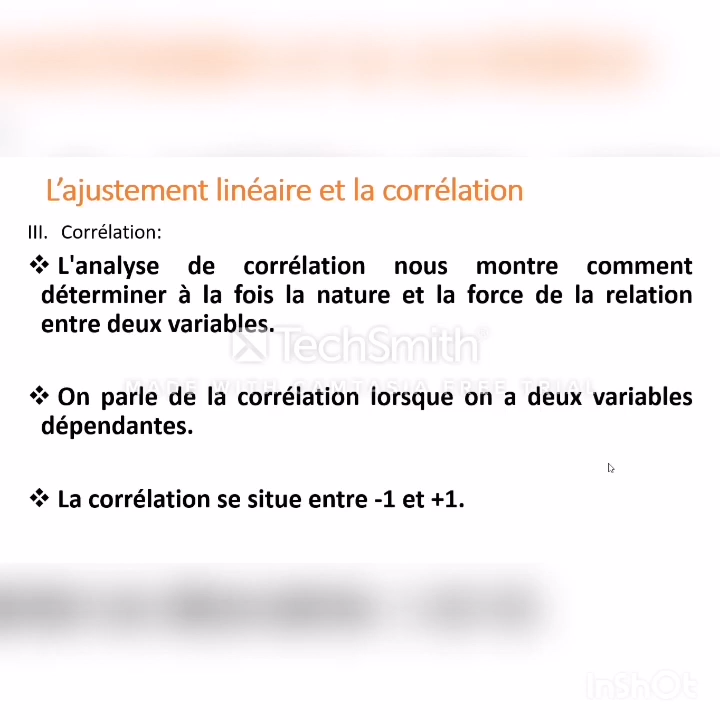 L'ajustement linéaire et la corrélation
III. Corrélation:
❖ L'analyse de corrélation nous montre comment
déterminer à la fois la nature et la force de la relation
entre deux variables.
TechSmith
MADE WITH CAMTASIA FREE TRIAL
❖ On parle de la corrélation lorsque on a deux variables
dépendantes.
❖ La corrélation se situe entre -1 et +1.
InShOt